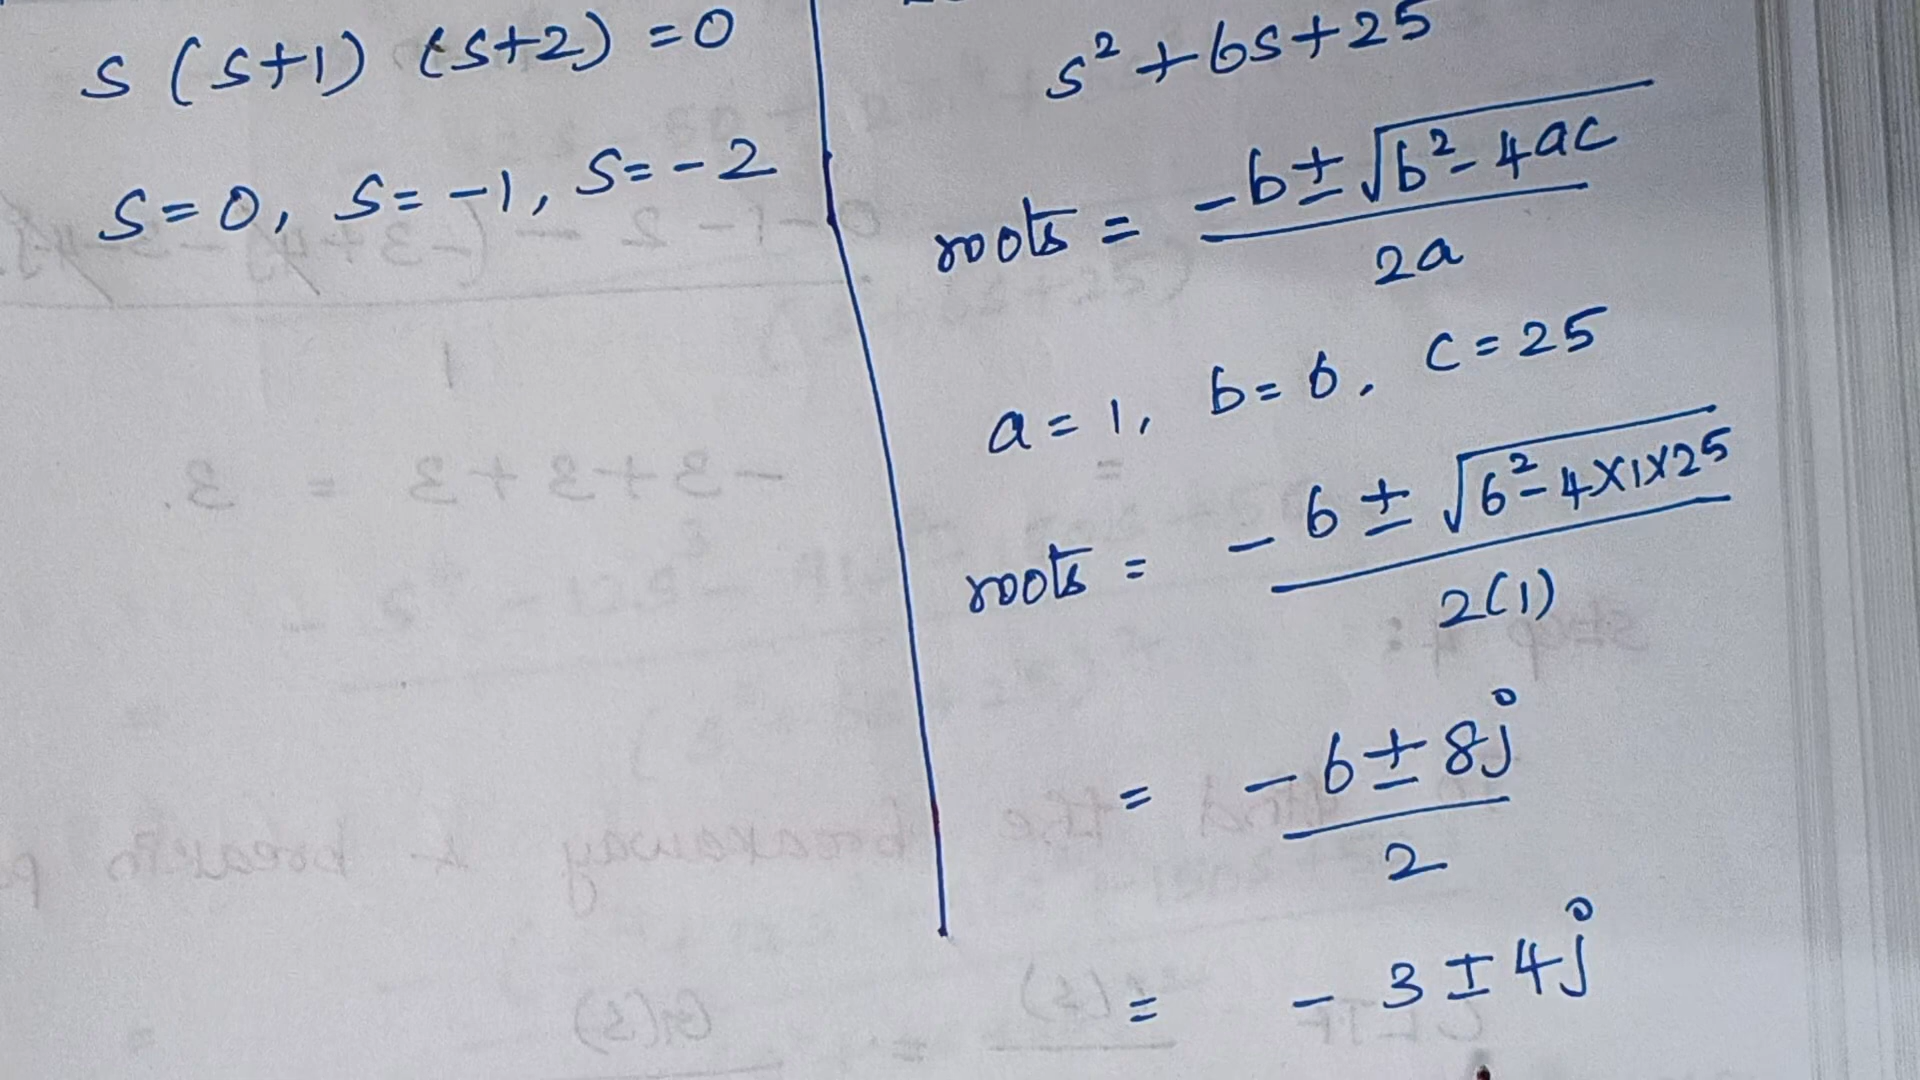 s (s+1) (s+2) =0
s=0, s=-1, s=-2
s²+6s+25
roots = -b±√b²-4ac
2a
a=1, b=6, c=25
roots = -6±√6²-4×1×25
2(1)
= -6±8j
2
= -3±4j